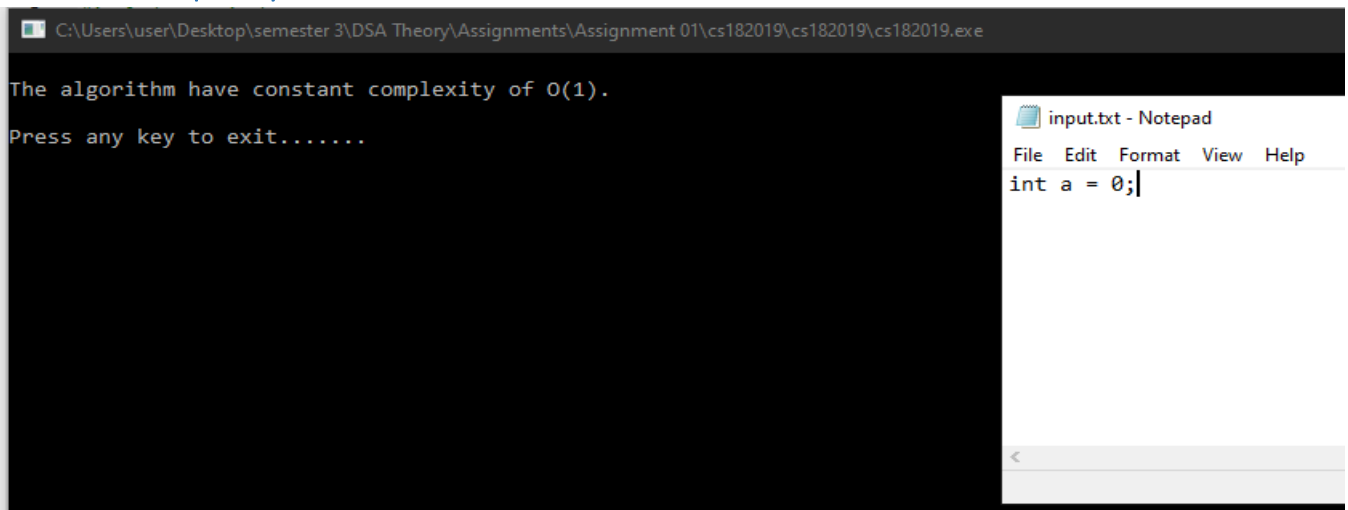 C:\Users\user\Desktop\semester 3\DSA Theory\Assignments\Assignment 01\cs182019\cs182019\cs182019.exe
The algorithm have constant complexity of O(1).
Press any key to exit.......
input.txt - Notepad
File Edit Format View Help
int a = 0;